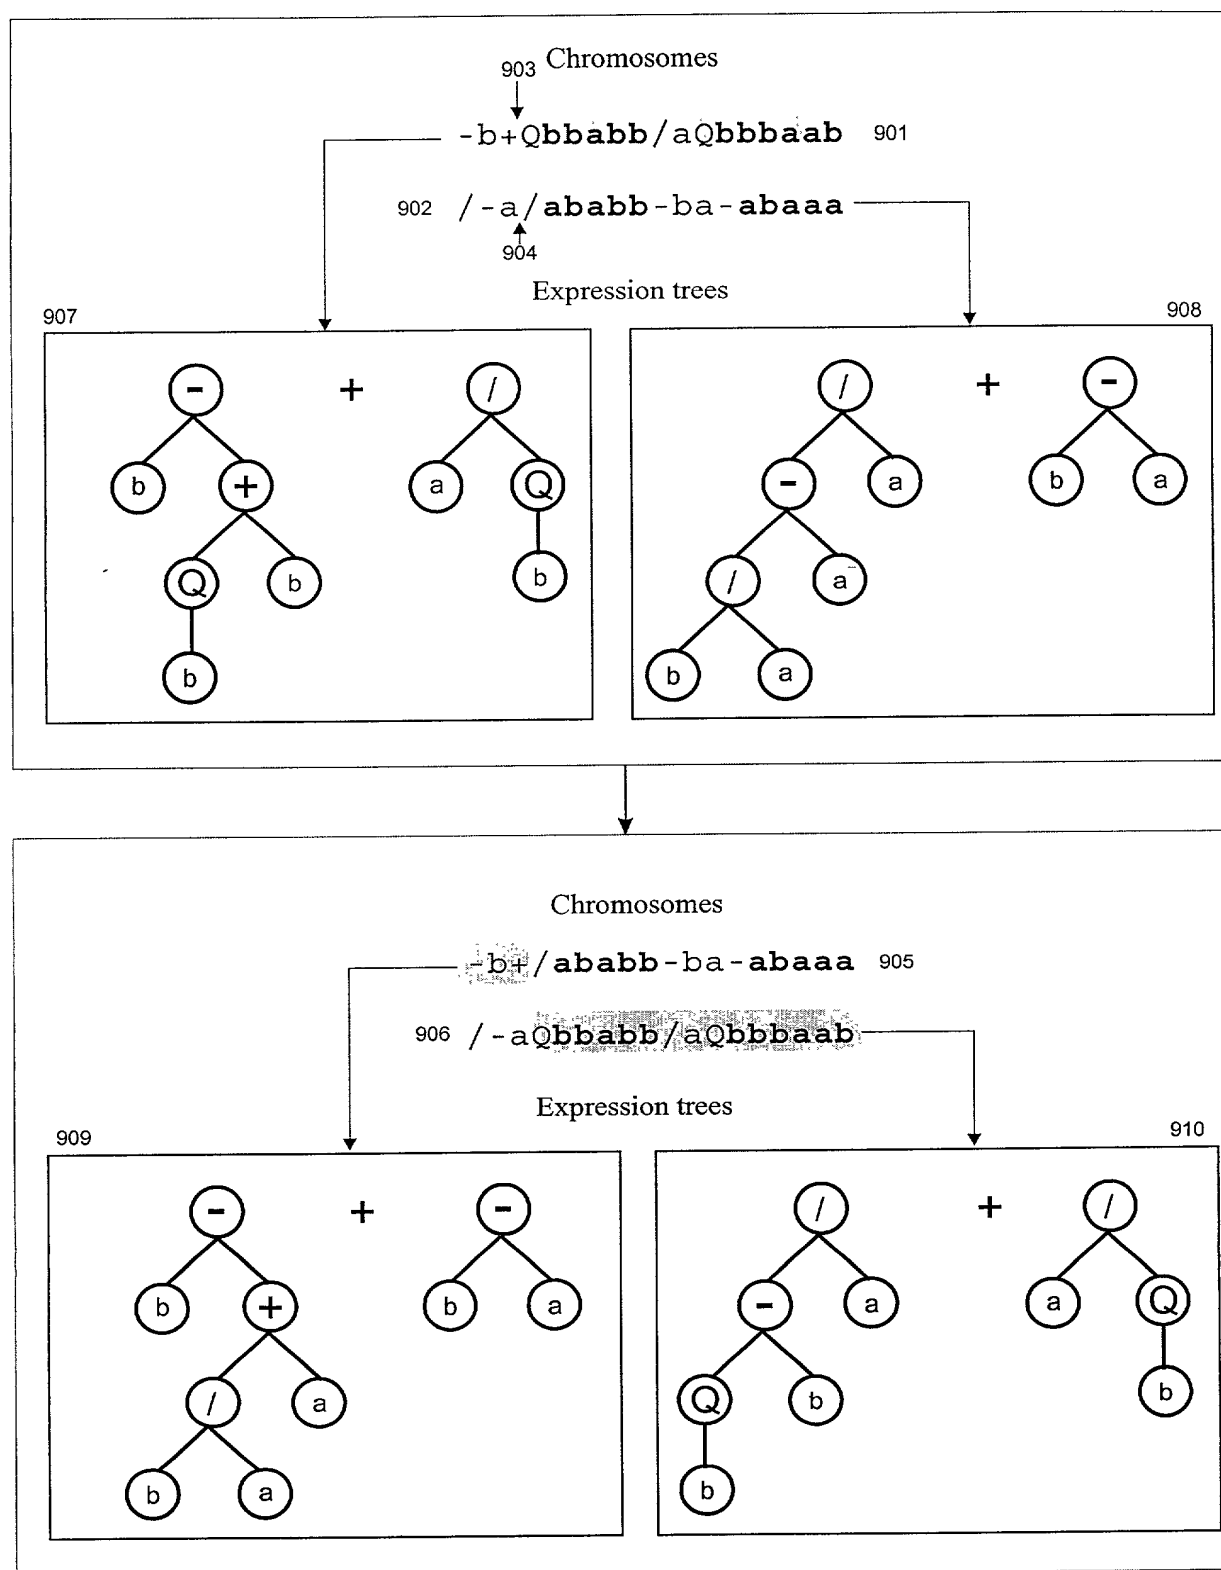 Chromosomes
903
-b+Qbbabb/aQbbbaab 901
902 /-a/ababb-ba-abaaa
904
Expression trees
907 908
- + / / + -
b + a Q - a b a
Q b b / a
b b a
Chromosomes
-b+/ababb-ba-abaaa 905
906 /-aQbbabb/aQbbbaab
Expression trees
909 910
- + - / + /
b + b a - a a Q
/ a Q b b
b a b